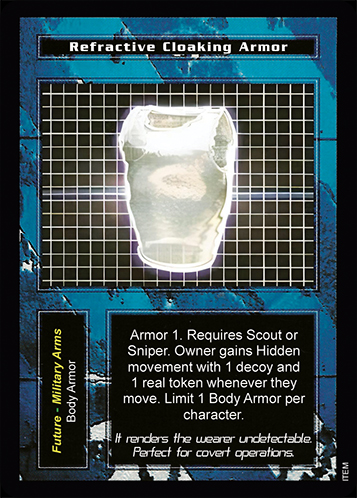 Refractive Cloaking Armor
Future - Military Arms
Body Armor
Armor 1. Requires Scout or
Sniper. Owner gains Hidden
movement with 1 decoy and
1 real token whenever they
move. Limit 1 Body Armor per
character.
It renders the wearer undetectable.
Perfect for covert operations.
ITEM